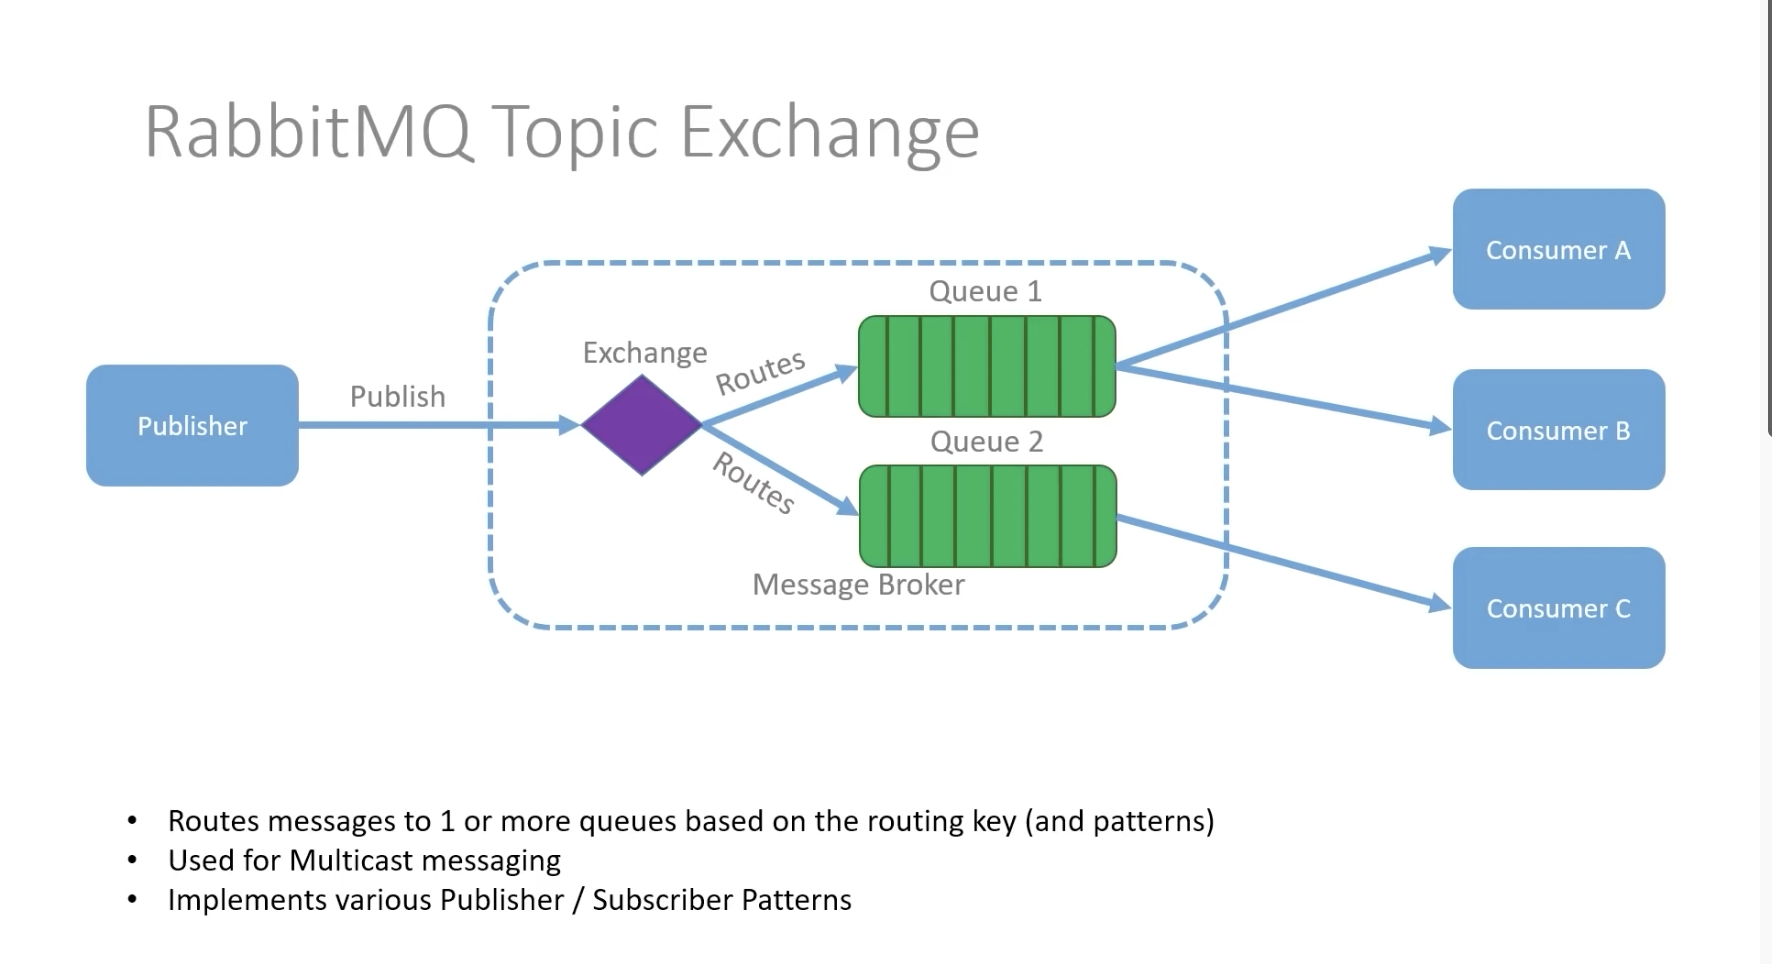 RabbitMQ Topic Exchange
Publisher
Publish
Exchange
Routes
Routes
Queue 1
Queue 2
Message Broker
Consumer A
Consumer B
Consumer C
• Routes messages to 1 or more queues based on the routing key (and patterns)
• Used for Multicast messaging
• Implements various Publisher / Subscriber Patterns